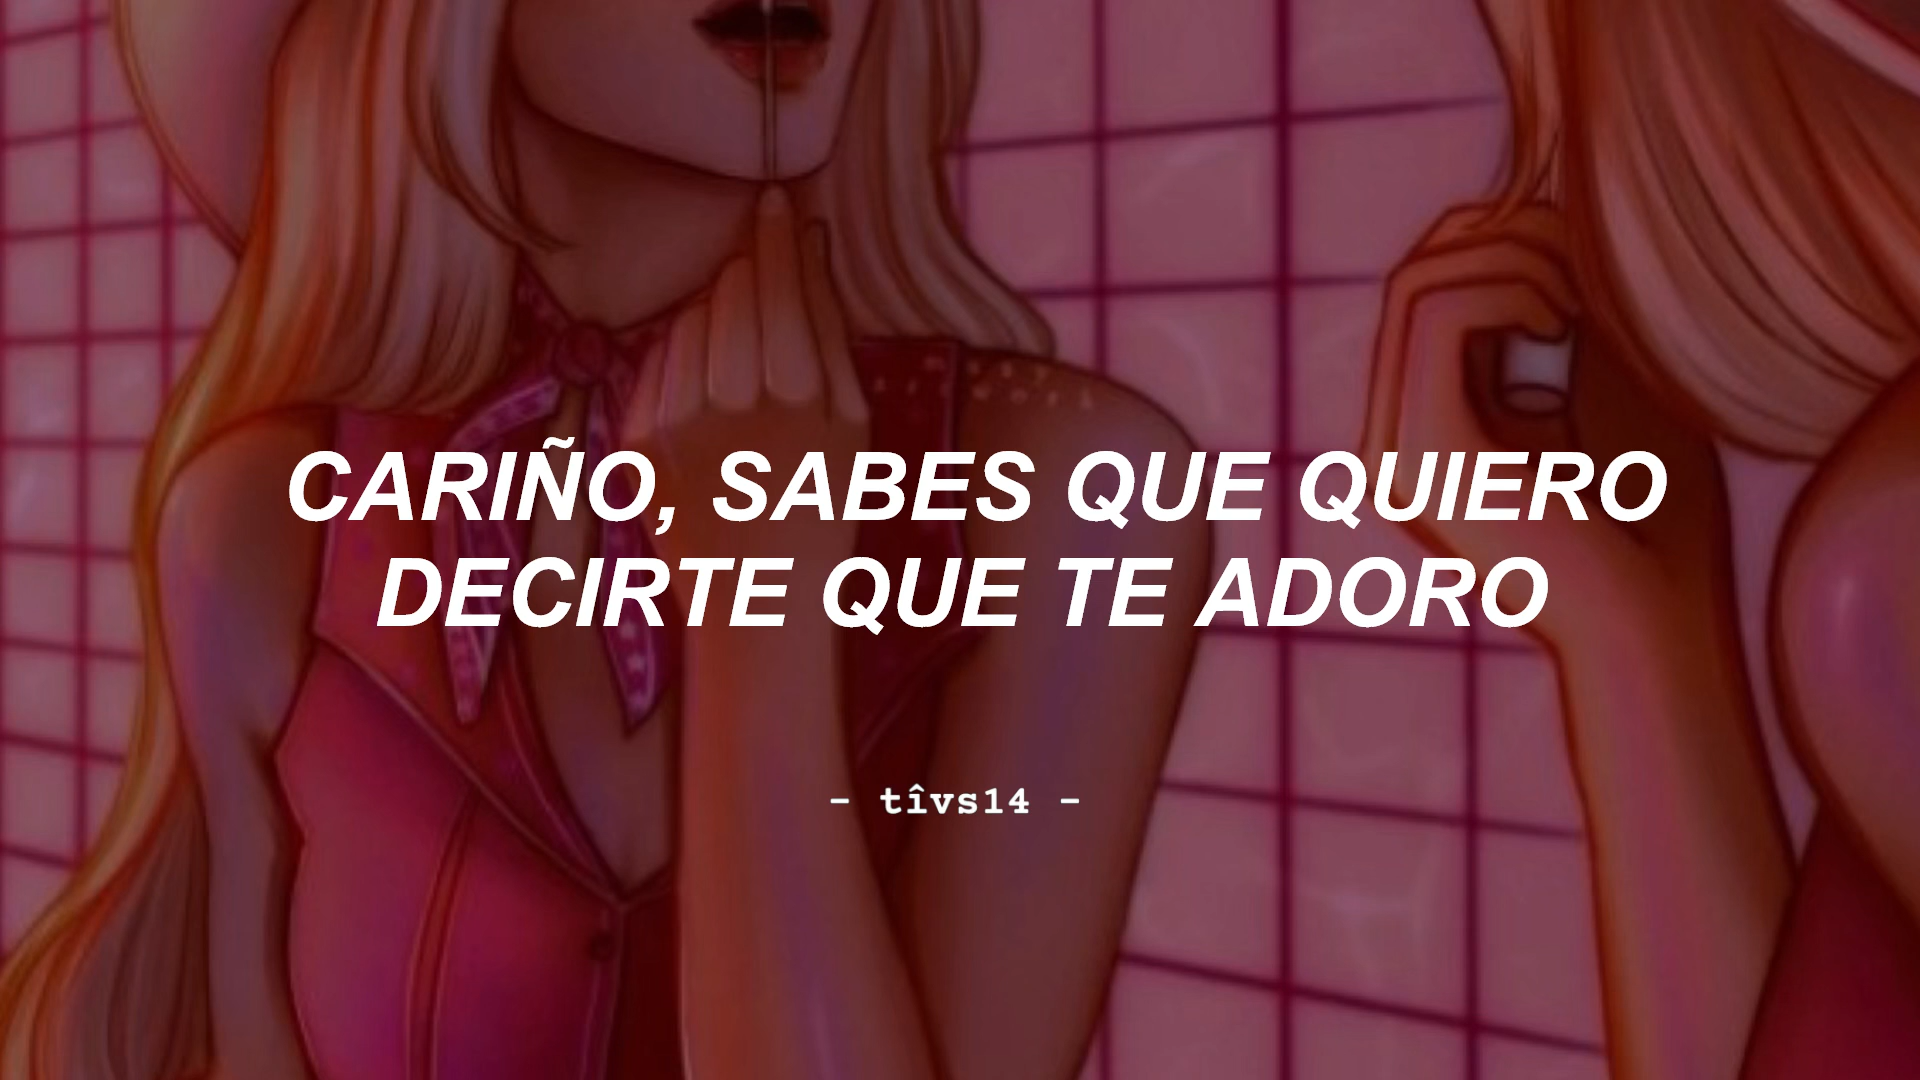 CARIÑO, SABES QUE QUIERO
DECIRTE QUE TE ADORO
- tîvs14 -